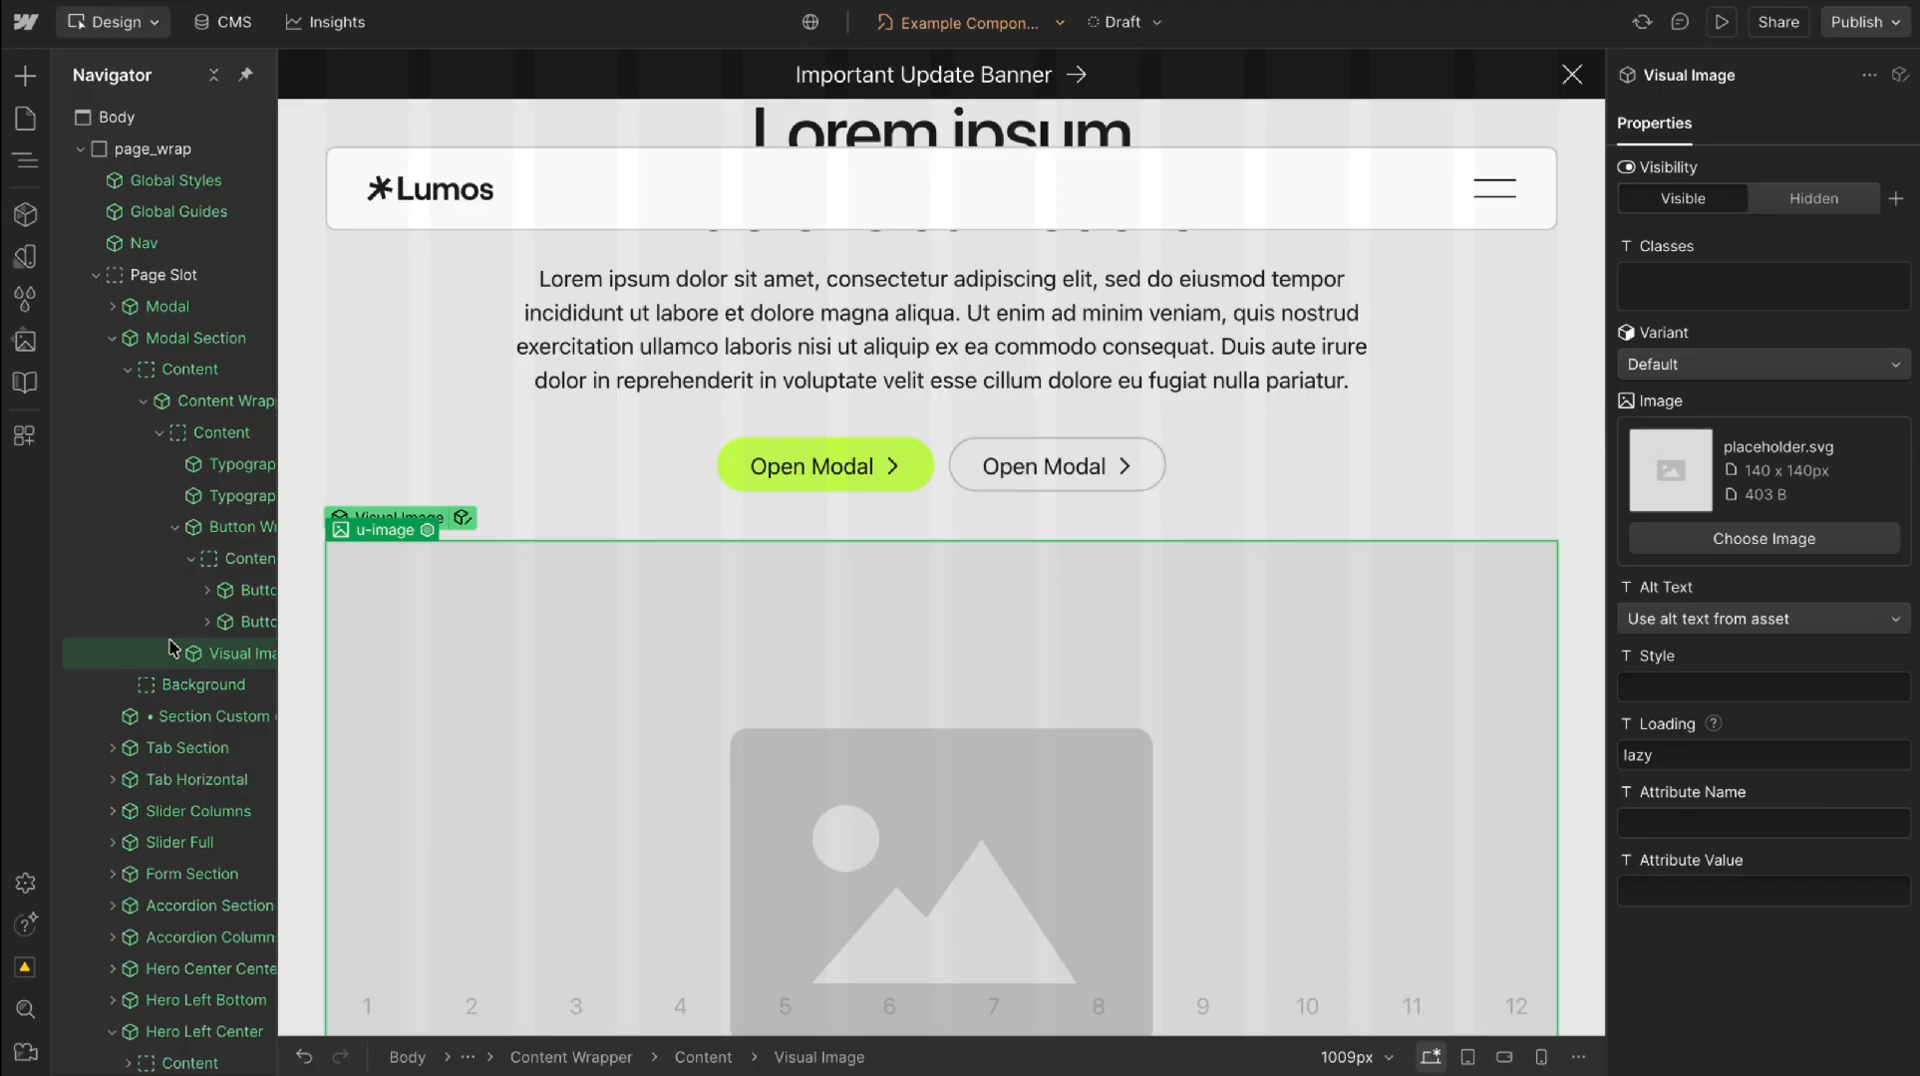 Design
CMS
Insights
Example Compon...
Draft
Share
Publish
Navigator
Body
page_wrap
Global Styles
Global Guides
Nav
Page Slot
Modal
Modal Section
Content
Content Wrap
Content
Typograp
Typograp
Button W
Conten
Butto
Butto
Visual Ima
Background
• Section Custom
Tab Section
Tab Horizontal
Slider Columns
Slider Full
Form Section
Accordion Section
Accordion Column
Hero Center Cente
Hero Left Bottom
Hero Left Center
Content
Important Update Banner →
Lorem ipsum
Lumos
Lorem ipsum dolor sit amet, consectetur adipiscing elit, sed do eiusmod tempor
incididunt ut labore et dolore magna aliqua. Ut enim ad minim veniam, quis nostrud
exercitation ullamco laboris nisi ut aliquip ex ea commodo consequat. Duis aute irure
dolor in reprehenderit in voluptate velit esse cillum dolore eu fugiat nulla pariatur.
Open Modal
Open Modal
Visual Image
u-image
1 2 3 4 5 6 7 8 9 10 11 12
Body > ... > Content Wrapper > Content > Visual Image
1009px
Visual Image
Properties
Visibility
Visible
Hidden
Classes
Variant
Default
Image
placeholder.svg
140 x 140px
403 B
Choose Image
Alt Text
Use alt text from asset
Style
Loading
lazy
Attribute Name
Attribute Value